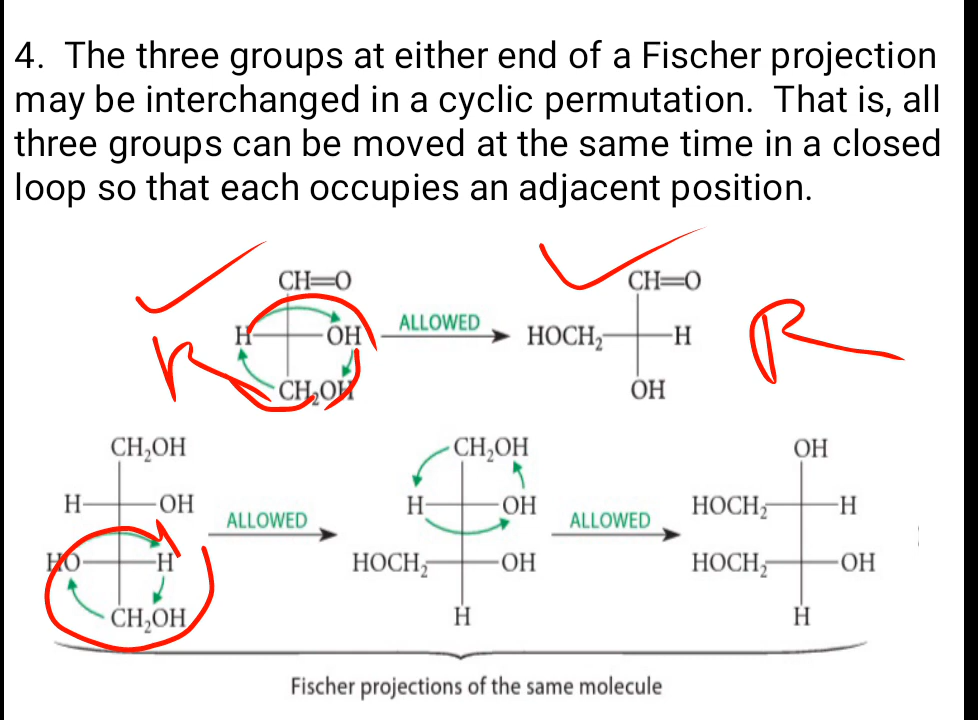 4. The three groups at either end of a Fischer projection
may be interchanged in a cyclic permutation. That is, all
three groups can be moved at the same time in a closed
loop so that each occupies an adjacent position.
CH=O CH=O
H OH ALLOWED HOCH₂ H R
R
CH₂OH OH
CH₂OH CH₂OH OH
H OH ALLOWED H OH ALLOWED HOCH₂ H
HO H HOCH₂ OH HOCH₂ OH
CH₂OH H H
Fischer projections of the same molecule